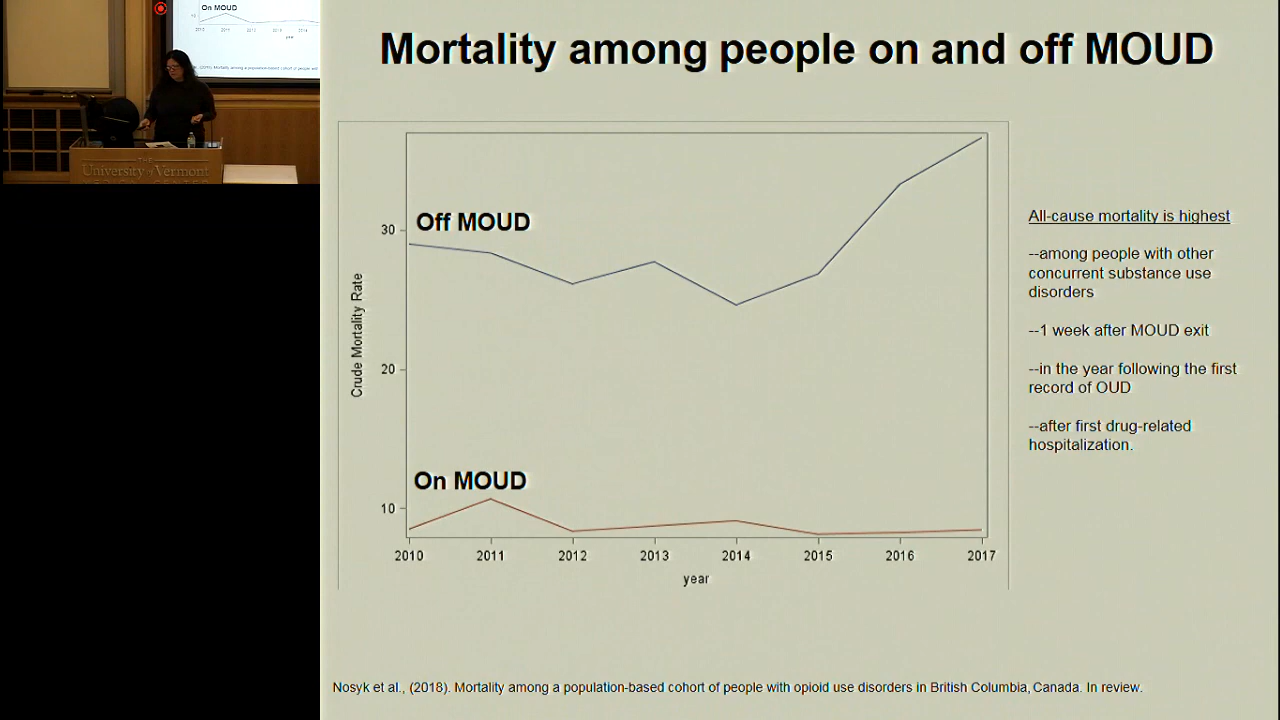 Mortality among people on and off MOUD
On MOUD
THE
University of Vermont
MEDICAL CENTER
Off MOUD
30
20
10
Crude Mortality Rate
On MOUD
2010 2011 2012 2013 2014 2015 2016 2017
year
All-cause mortality is highest
--among people with other
concurrent substance use
disorders
--1 week after MOUD exit
--in the year following the first
record of OUD
--after first drug-related
hospitalization.
Nosyk et al., (2018). Mortality among a population-based cohort of people with opioid use disorders in British Columbia, Canada. In review.